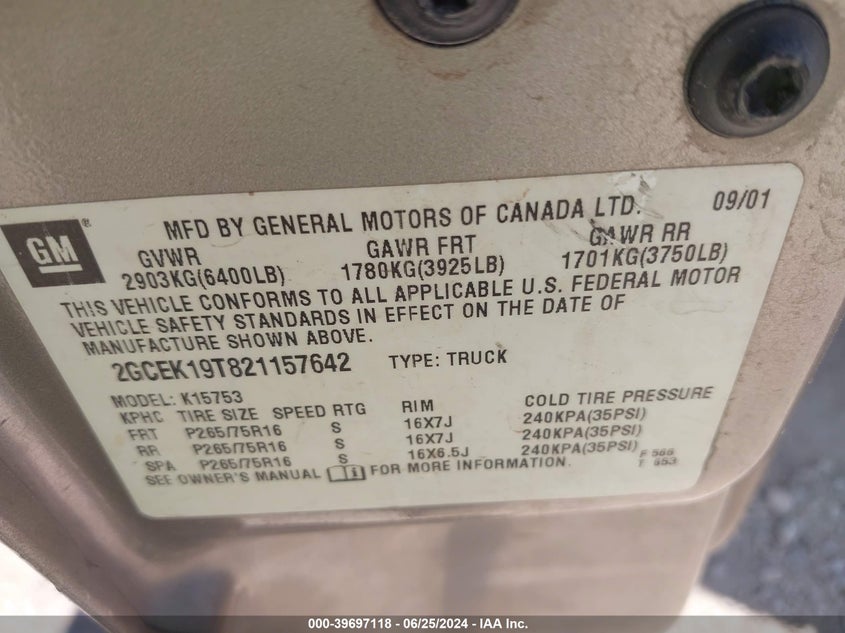 GM ®
MFD BY GENERAL MOTORS OF CANADA LTD. 09/01
GVWR GAWR FRT GAWR RR
2903KG(6400LB) 1780KG(3925LB) 1701KG(3750LB)
THIS VEHICLE CONFORMS TO ALL APPLICABLE U.S. FEDERAL MOTOR
VEHICLE SAFETY STANDARDS IN EFFECT ON THE DATE OF
MANUFACTURE SHOWN ABOVE.
2GCEK19T821157642 TYPE: TRUCK
MODEL: K15753
KPHC TIRE SIZE SPEED RTG RIM COLD TIRE PRESSURE
FRT P265/75R16 S 16X7J 240KPA(35PSI)
RR P265/75R16 S 16X7J 240KPA(35PSI)
SPA P265/75R16 S 16X6.5J 240KPA(35PSI)
SEE OWNER'S MANUAL FOR MORE INFORMATION.
000-39697118 - 06/25/2024 - IAA Inc.